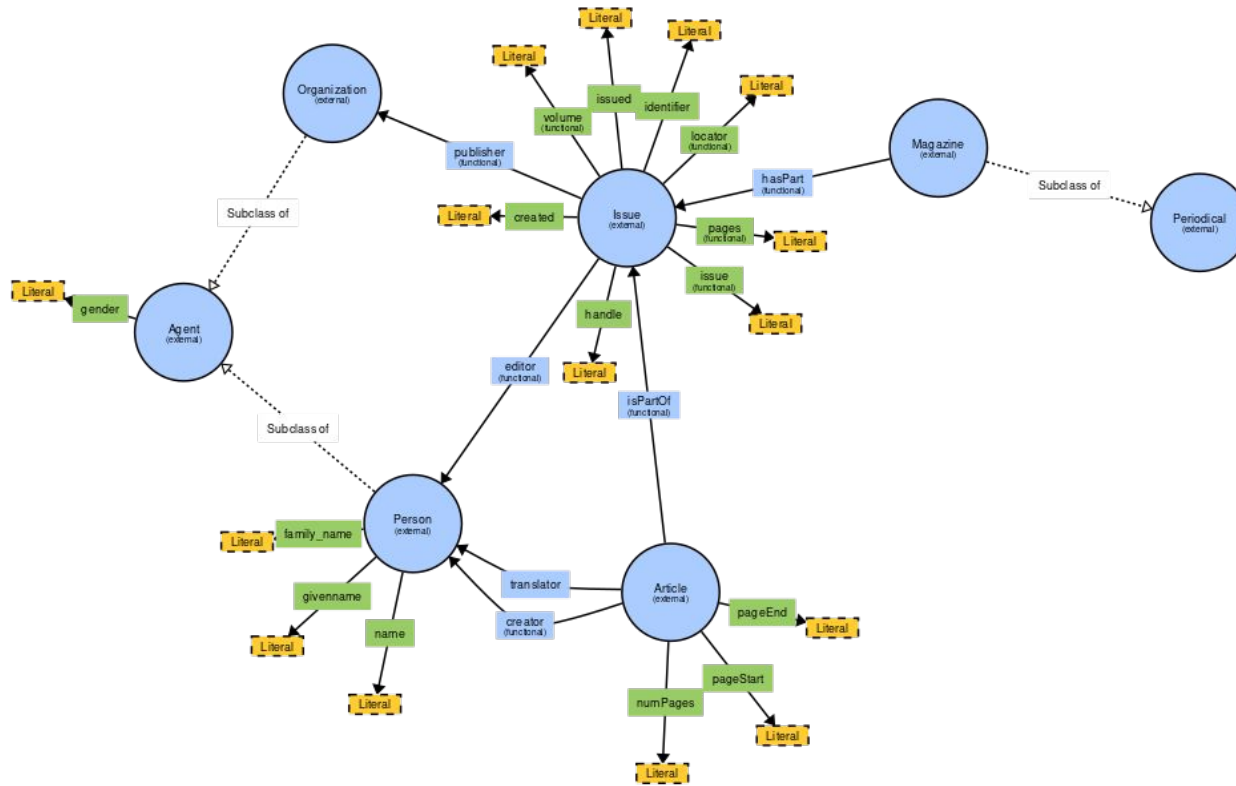 Literal
Literal
Literal
Literal
Organization
(external)
volume
(functional)
issued
identifier
locator
(functional)
Magazine
(external)
publisher
(functional)
hasPart
(functional)
Subclass of
Subclass of
Literal
created
Issue
(external)
pages
(functional)
Literal
Periodical
(external)
issue
(functional)
Literal
gender
Agent
(external)
handle
Literal
editor
(functional)
Literal
isPartOf
(functional)
Subclass of
Person
(external)
family_name
Literal
translator
Article
(external)
givenname
creator
(functional)
pageEnd
Literal
name
Literal
pageStart
numPages
Literal
Literal
Literal